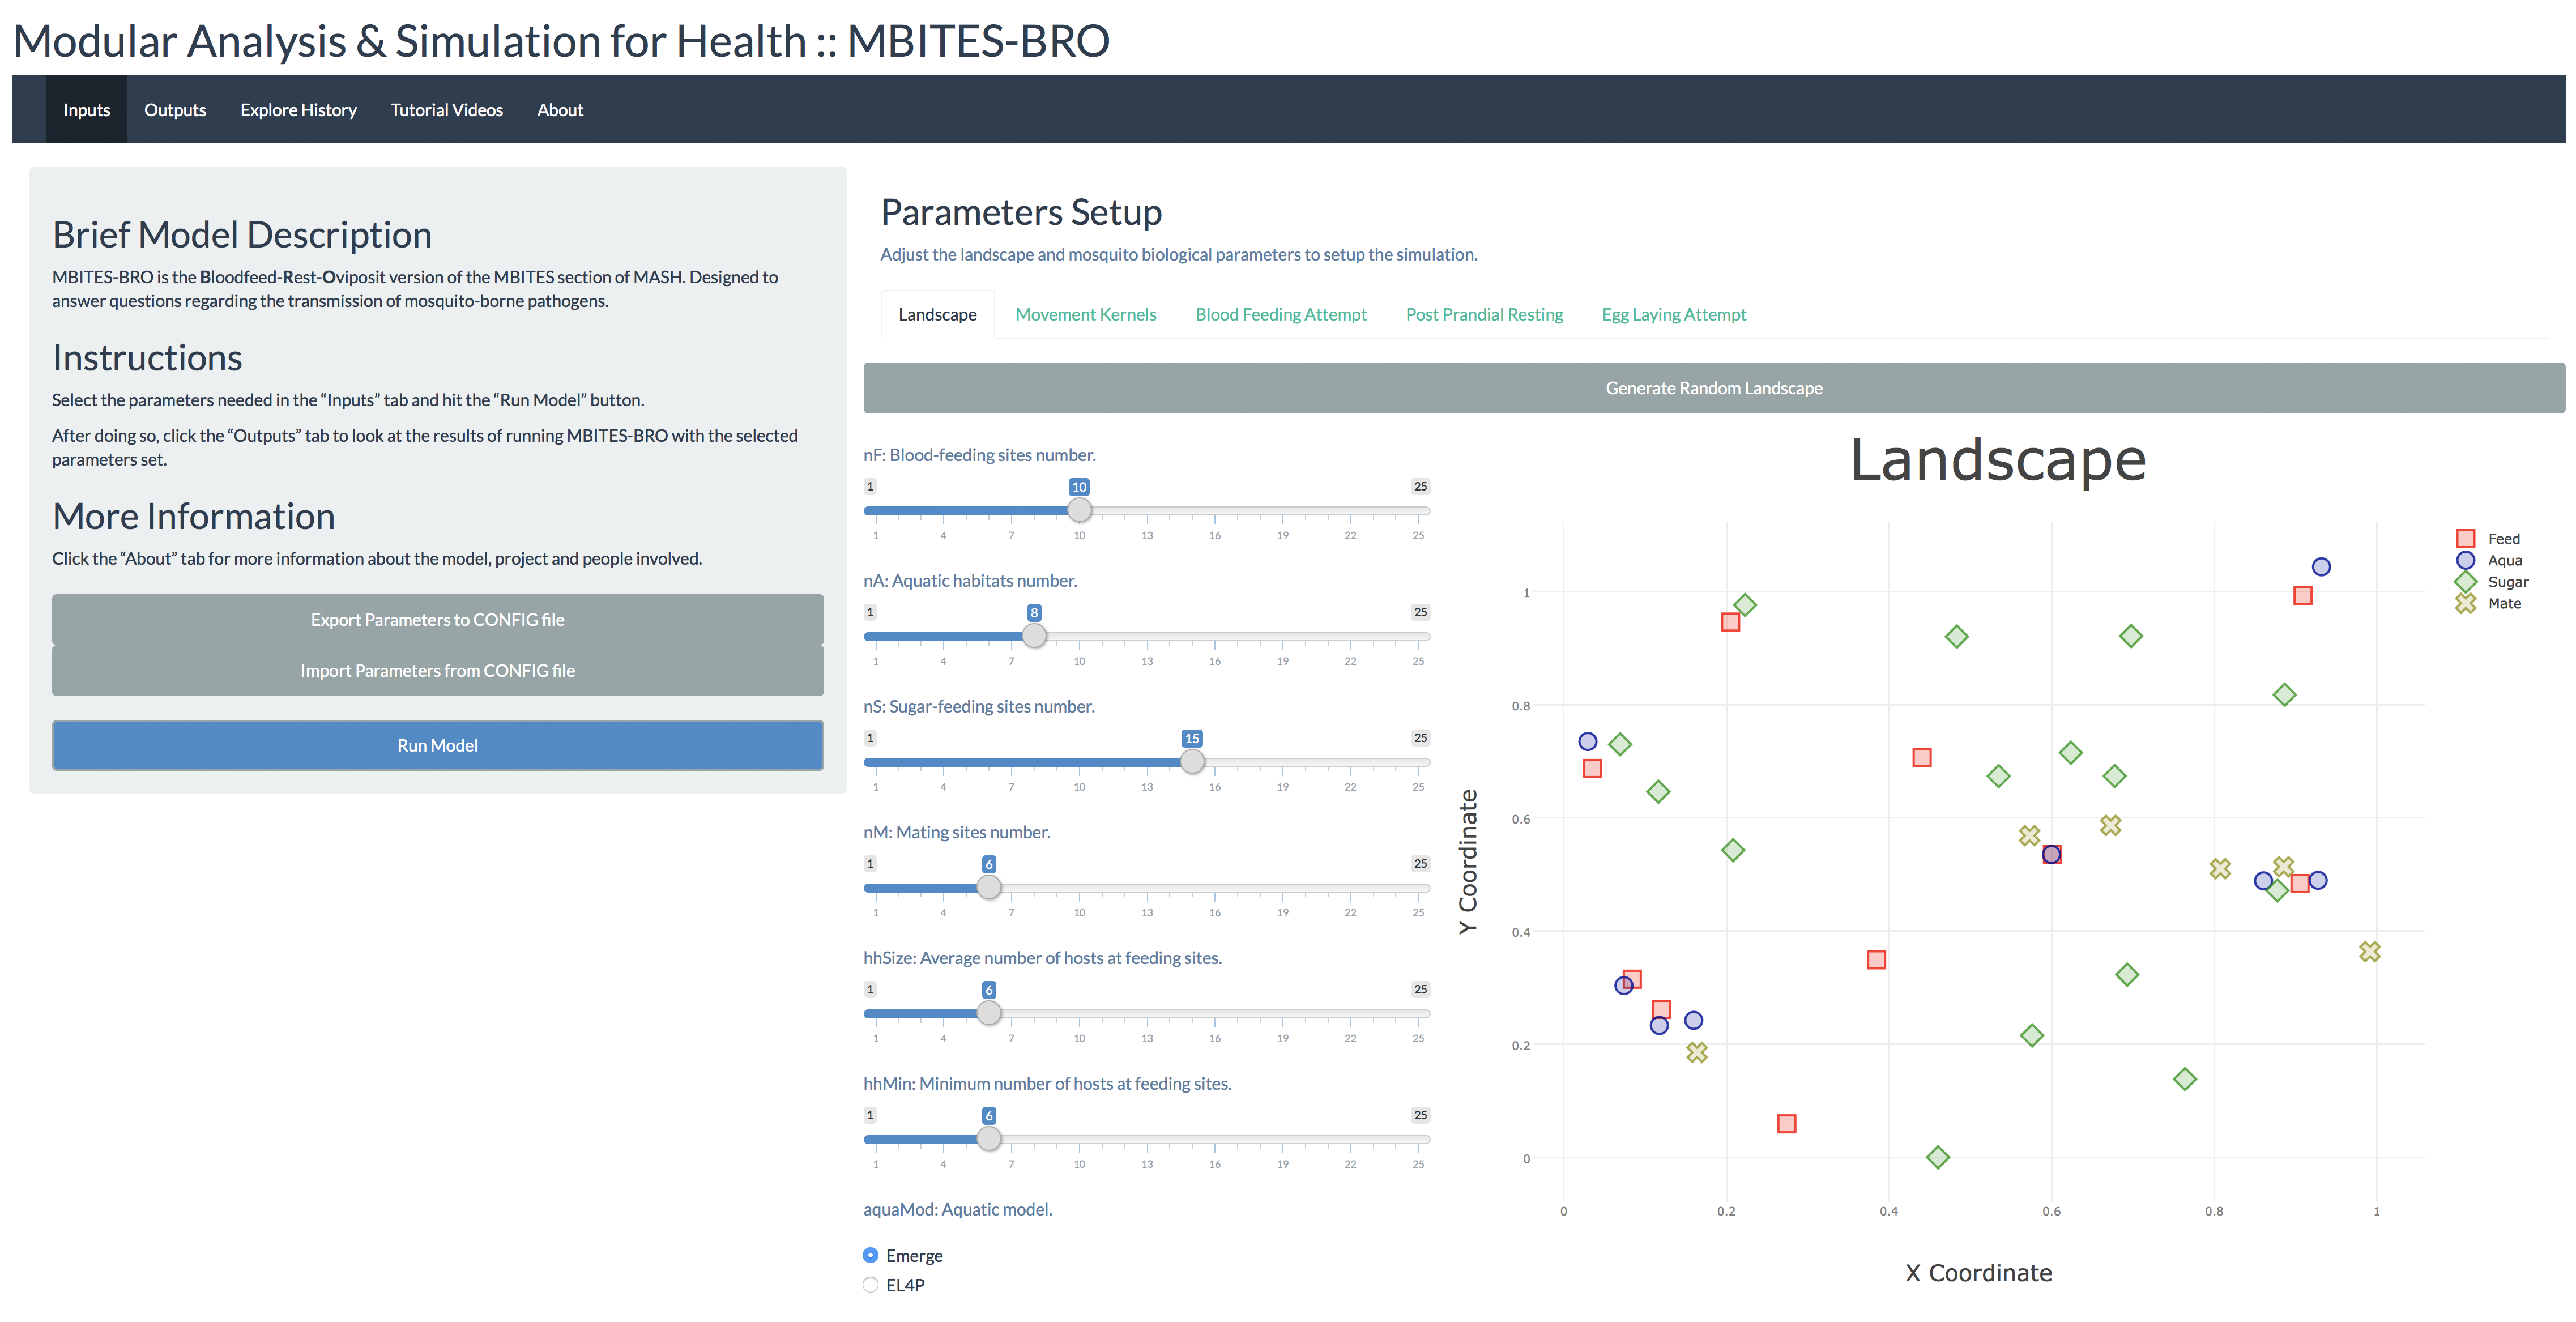 Modular Analysis & Simulation for Health :: MBITES-BRO
Inputs Outputs Explore History Tutorial Videos About
Brief Model Description
MBITES-BRO is the Bloodfeed-Rest-Oviposit version of the MBITES section of MASH. Designed to
answer questions regarding the transmission of mosquito-borne pathogens.
Instructions
Select the parameters needed in the “Inputs” tab and hit the “Run Model” button.
After doing so, click the “Outputs” tab to look at the results of running MBITES-BRO with the selected
parameters set.
More Information
Click the “About” tab for more information about the model, project and people involved.
Export Parameters to CONFIG file
Import Parameters from CONFIG file
Run Model
Parameters Setup
Adjust the landscape and mosquito biological parameters to setup the simulation.
Landscape Movement Kernels Blood Feeding Attempt Post Prandial Resting Egg Laying Attempt
Generate Random Landscape
nF: Blood-feeding sites number.
1 10 25
1 4 7 10 13 16 19 22 25
nA: Aquatic habitats number.
1 8 25
1 4 7 10 13 16 19 22 25
nS: Sugar-feeding sites number.
1 15 25
1 4 7 10 13 16 19 22 25
nM: Mating sites number.
1 6 25
1 4 7 10 13 16 19 22 25
hhSize: Average number of hosts at feeding sites.
1 6 25
1 4 7 10 13 16 19 22 25
hhMin: Minimum number of hosts at feeding sites.
1 6 25
1 4 7 10 13 16 19 22 25
aquaMod: Aquatic model.
Emerge
EL4P
Landscape
Feed
Aqua
Sugar
Mate
Y Coordinate
1
0.8
0.6
0.4
0.2
0
0 0.2 0.4 0.6 0.8 1
X Coordinate